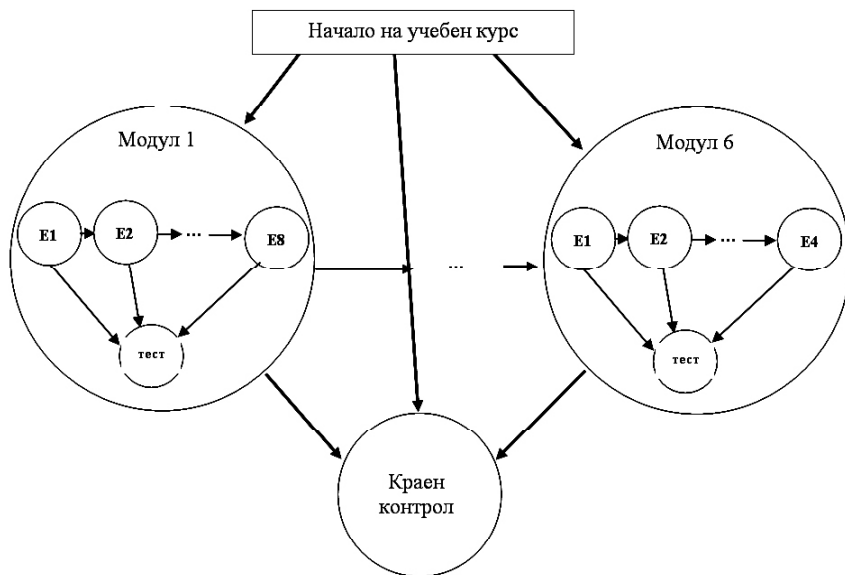 Начало на учебен курс
Модул 1
Модул 6
E1
E2
...
E8
E1
E2
...
E4
...
тест
тест
Краен
контрол